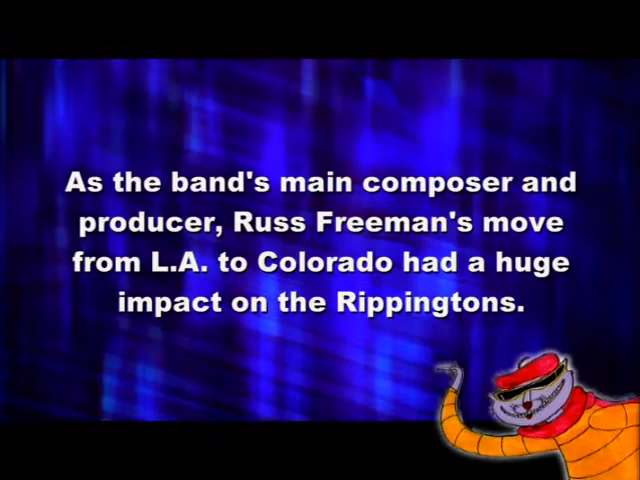 As the band's main composer and
producer, Russ Freeman's move
from L.A. to Colorado had a huge
impact on the Rippingtons.